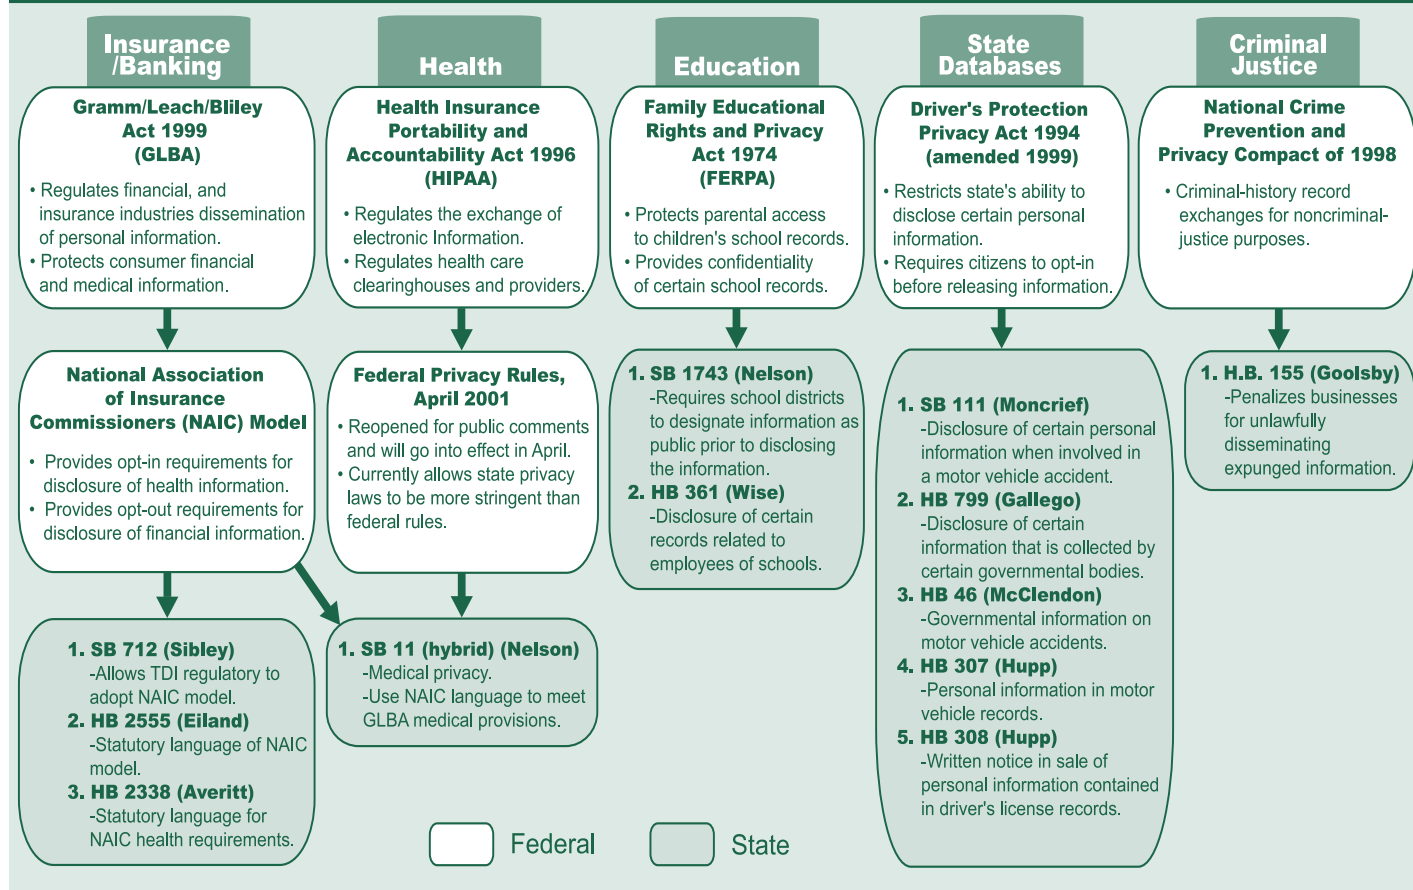 Insurance
/Banking
Gramm/Leach/Bliley
Act 1999
(GLBA)
• Regulates financial, and
insurance industries dissemination
of personal information.
• Protects consumer financial
and medical information.
National Association
of Insurance
Commissioners (NAIC) Model
• Provides opt-in requirements for
disclosure of health information.
• Provides opt-out requirements for
disclosure of financial information.
1. SB 712 (Sibley)
-Allows TDI regulatory to
adopt NAIC model.
2. HB 2555 (Eiland)
-Statutory language of NAIC
model.
3. HB 2338 (Averitt)
-Statutory language for
NAIC health requirements.
Health
Health Insurance
Portability and
Accountability Act 1996
(HIPAA)
• Regulates the exchange of
electronic Information.
• Regulates health care
clearinghouses and providers.
Federal Privacy Rules,
April 2001
• Reopened for public comments
and will go into effect in April.
• Currently allows state privacy
laws to be more stringent than
federal rules.
1. SB 11 (hybrid) (Nelson)
-Medical privacy.
-Use NAIC language to meet
GLBA medical provisions.
Education
Family Educational
Rights and Privacy
Act 1974
(FERPA)
• Protects parental access
to children's school records.
• Provides confidentiality
of certain school records.
1. SB 1743 (Nelson)
-Requires school districts
to designate information as
public prior to disclosing
the information.
2. HB 361 (Wise)
-Disclosure of certain
records related to
employees of schools.
State
Databases
Driver's Protection
Privacy Act 1994
(amended 1999)
• Restricts state's ability to
disclose certain personal
information.
• Requires citizens to opt-in
before releasing information.
1. SB 111 (Moncrief)
-Disclosure of certain personal
information when involved in
a motor vehicle accident.
2. HB 799 (Gallego)
-Disclosure of certain
information that is collected by
certain governmental bodies.
3. HB 46 (McClendon)
-Governmental information on
motor vehicle accidents.
4. HB 307 (Hupp)
-Personal information in motor
vehicle records.
5. HB 308 (Hupp)
-Written notice in sale of
personal information contained
in driver's license records.
Criminal
Justice
National Crime
Prevention and
Privacy Compact of 1998
• Criminal-history record
exchanges for noncriminal-
justice purposes.
1. H.B. 155 (Goolsby)
-Penalizes businesses
for unlawfully
disseminating
expunged information.
Federal
State